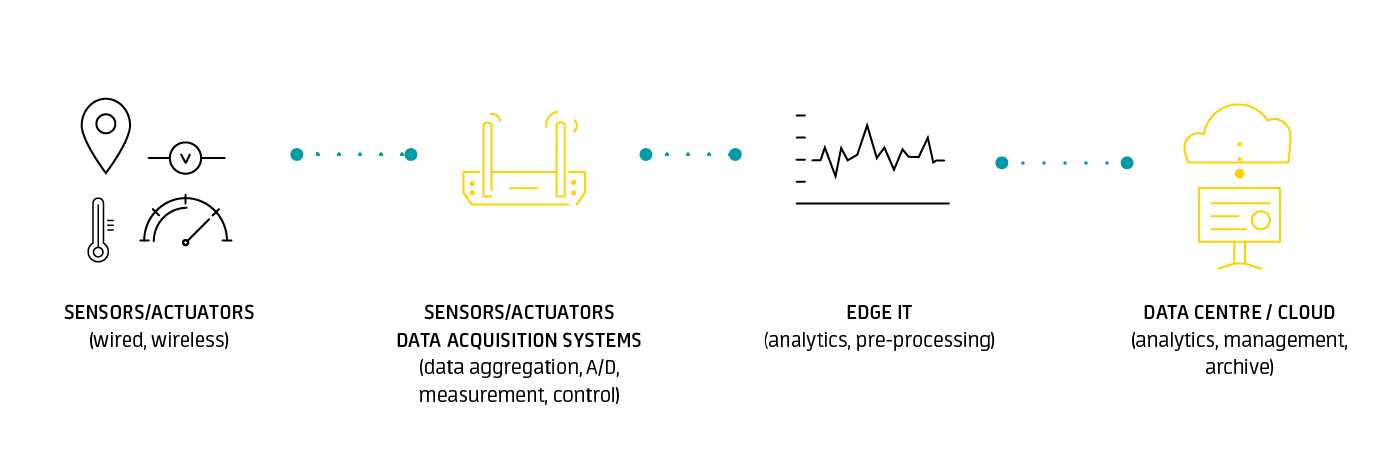 V
SENSORS/ACTUATORS
(wired, wireless)
SENSORS/ACTUATORS
DATA ACQUISITION SYSTEMS
(data aggregation, A/D,
measurement, control)
EDGE IT
(analytics, pre-processing)
DATA CENTRE / CLOUD
(analytics, management,
archive)